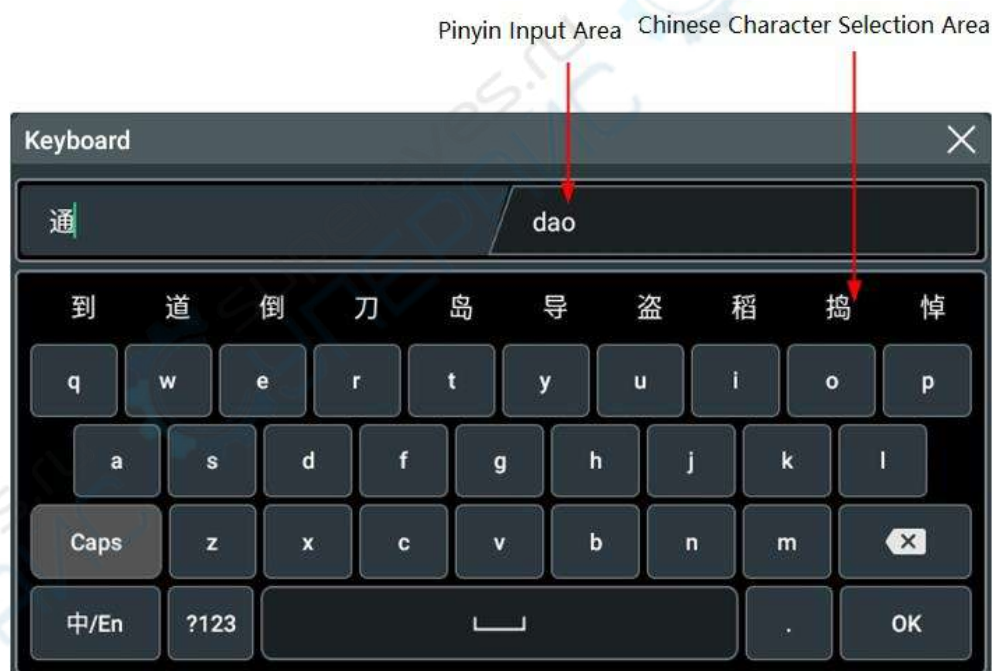 Pinyin Input Area Chinese Character Selection Area
Keyboard
通 dao
到 道 倒 刀 岛 导 盗 稻 捣 悼
q w e r t y u i o p
a s d f g h j k l
Caps z x c v b n m
中/En ?123 . OK